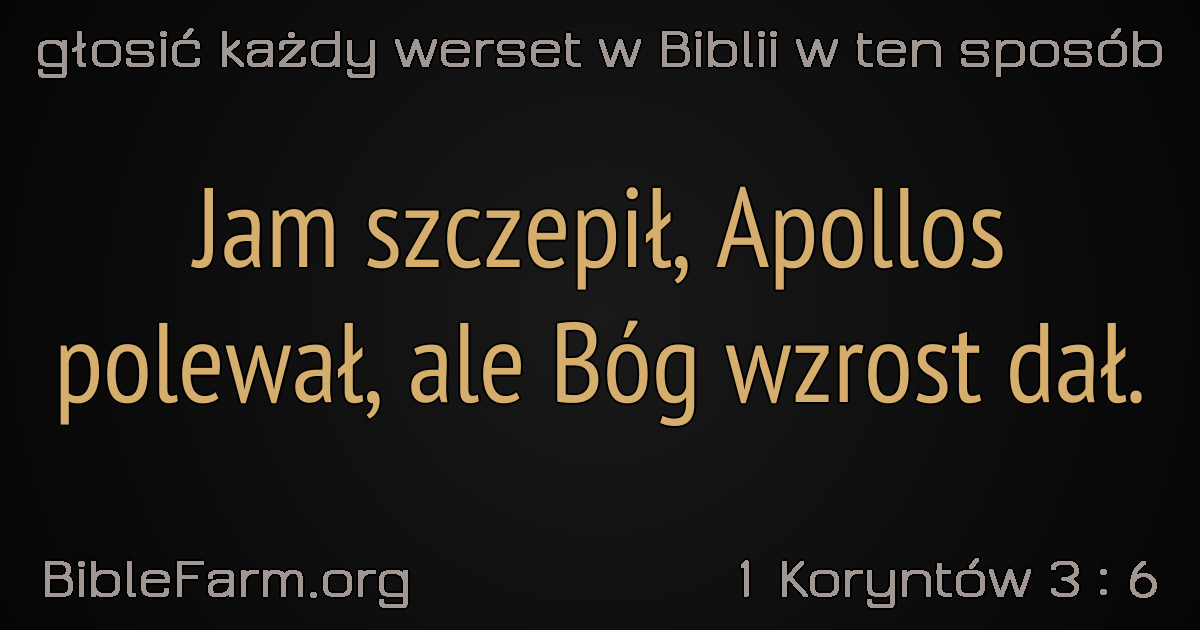 głosić każdy werset w Biblii w ten sposób
Jam szczepił, Apollos
polewał, ale Bóg wzrost dał.
BibleFarm.org
1 Koryntów 3 : 6